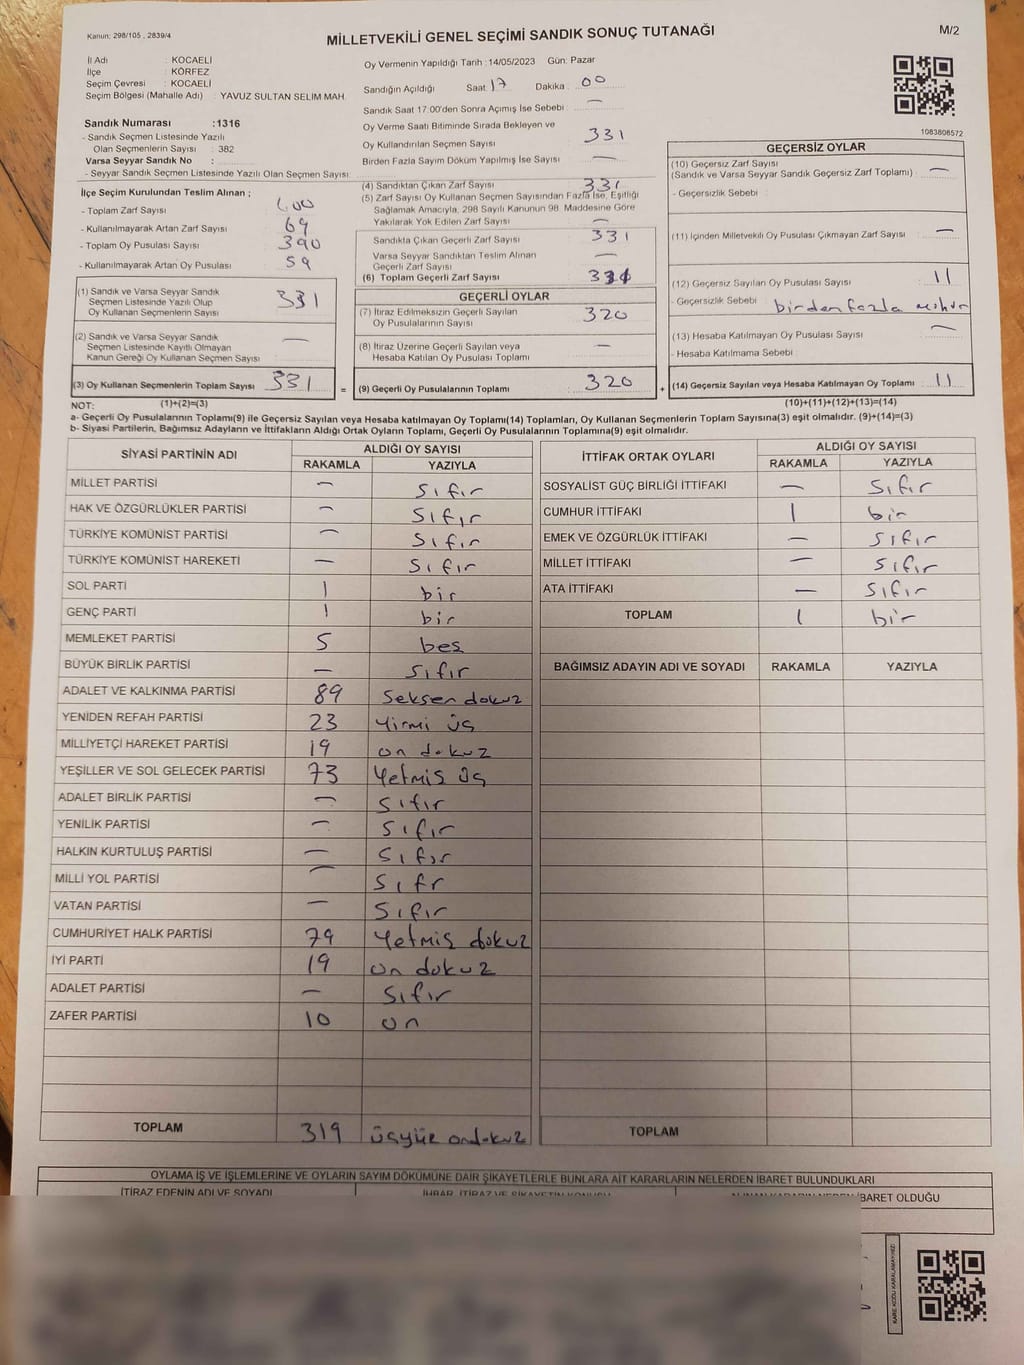 Kanun: 298/105 , 2839/4
MİLLETVEKİLİ GENEL SEÇİMİ SANDIK SONUÇ TUTANAĞI
M/2
İl Adı : KOCAELİ
İlçe : KÖRFEZ
Seçim Çevresi : KOCAELİ
Seçim Bölgesi (Mahalle Adı) : YAVUZ SULTAN SELİM MAH.
Sandık Numarası :1316
- Sandık Seçmen Listesinde Yazılı
Olan Seçmenlerin Sayısı : 382
Varsa Seyyar Sandık No :
- Seyyar Sandık Seçmen Listesinde Yazılı Olan Seçmen Sayısı:
Oy Vermenin Yapıldığı Tarih :14/05/2023 Gün: Pazar
Sandığın Açıldığı Saat 17 Dakika 00
Sandık Saat 17.00'den Sonra Açılmış İse Sebebi : —
Oy Verme Saati Bitiminde Sırada Bekleyen ve
Oy Kullandırılan Seçmen Sayısı : 331
Birden Fazla Sayım Döküm Yapılmış İse Sayısı : —
1083808572
İlçe Seçim Kurulundan Teslim Alınan ;
- Toplam Zarf Sayısı : 400
- Kullanılmayarak Artan Zarf Sayısı : 69
- Toplam Oy Pusulası Sayısı : 390
- Kullanılmayarak Artan Oy Pusulası : 59
(1) Sandık ve Varsa Seyyar Sandık
Seçmen Listesinde Yazılı Olup
Oy Kullanan Seçmenlerin Sayısı : 331
(2) Sandık ve Varsa Seyyar Sandık
Seçmen Listesinde Kayıtlı Olmayan
Kanun Gereği Oy Kullanan Seçmen Sayısı : —
(3) Oy Kullanan Seçmenlerin Toplam Sayısı : 331
(4) Sandıktan Çıkan Zarf Sayısı : 331
(5) Zarf Sayısı Oy Kullanan Seçmen Sayısından Fazla İse, Eşitliği
Sağlamak Amacıyla, 298 Sayılı Kanunun 98. Maddesine Göre
Yakılarak Yok Edilen Zarf Sayısı : —
Sandıkta Çıkan Geçerli Zarf Sayısı : 331
Varsa Seyyar Sandıktan Teslim Alınan
Geçerli Zarf Sayısı : —
(6) Toplam Geçerli Zarf Sayısı : 331
GEÇERLİ OYLAR
(7) İtiraz Edilmeksizin Geçerli Sayılan
Oy Pusulalarının Sayısı : 320
(8) İtiraz Üzerine Geçerli Sayılan veya
Hesaba Katılan Oy Pusulası Toplamı : —
= (9) Geçerli Oy Pusulalarının Toplamı : 320
GEÇERSİZ OYLAR
(10) Geçersiz Zarf Sayısı
(Sandık ve Varsa Seyyar Sandık Geçersiz Zarf Toplamı) : —
- Geçersizlik Sebebi :
(11) İçinden Milletvekili Oy Pusulası Çıkmayan Zarf Sayısı : —
(12) Geçersiz Sayılan Oy Pusulası Sayısı : 11
- Geçersizlik Sebebi : birden fazla mühür
(13) Hesaba Katılmayan Oy Pusulası Sayısı : —
- Hesaba Katılmama Sebebi :
+ (14) Geçersiz Sayılan veya Hesaba Katılmayan Oy Toplamı : 11
NOT: (1)+(2)=(3)
(10)+(11)+(12)+(13)=(14)
a- Geçerli Oy Pusulalarının Toplamı(9) ile Geçersiz Sayılan veya Hesaba katılmayan Oy Toplamı(14) Toplamları, Oy Kullanan Seçmenlerin Toplam Sayısına(3) eşit olmalıdır. (9)+(14)=(3)
b- Siyasi Partilerin, Bağımsız Adayların ve İttifakların Aldığı Ortak Oyların Toplamı, Geçerli Oy Pusulalarının Toplamına(9) eşit olmalıdır.
SİYASİ PARTİNİN ADI
ALDIĞI OY SAYISI
RAKAMLA YAZIYLA
MİLLET PARTİSİ — Sıfır
HAK VE ÖZGÜRLÜKLER PARTİSİ — Sıfır
TÜRKİYE KOMÜNİST PARTİSİ — Sıfır
TÜRKİYE KOMÜNİST HAREKETİ — Sıfır
SOL PARTİ 1 bir
GENÇ PARTİ 1 bir
MEMLEKET PARTİSİ 5 beş
BÜYÜK BİRLİK PARTİSİ — Sıfır
ADALET VE KALKINMA PARTİSİ 89 Seksen dokuz
YENİDEN REFAH PARTİSİ 23 Yirmi üç
MİLLİYETÇİ HAREKET PARTİSİ 19 on dokuz
YEŞİLLER VE SOL GELECEK PARTİSİ 73 Yetmiş üç
ADALET BİRLİK PARTİSİ — Sıfır
YENİLİK PARTİSİ — Sıfır
HALKIN KURTULUŞ PARTİSİ — Sıfır
MİLLİ YOL PARTİSİ — Sıfr
VATAN PARTİSİ — Sıfır
CUMHURİYET HALK PARTİSİ 79 Yetmiş dokuz
İYİ PARTİ 19 on dokuz
ADALET PARTİSİ — Sıfır
ZAFER PARTİSİ 10 on
TOPLAM 319 üçyüz ondokuz
İTTİFAK ORTAK OYLARI
ALDIĞI OY SAYISI
RAKAMLA YAZIYLA
SOSYALİST GÜÇ BİRLİĞİ İTTİFAKI — Sıfır
CUMHUR İTTİFAKI 1 bir
EMEK VE ÖZGÜRLÜK İTTİFAKI — Sıfır
MİLLET İTTİFAKI — Sıfır
ATA İTTİFAKI — Sıfır
TOPLAM 1 bir
BAĞIMSIZ ADAYIN ADI VE SOYADI RAKAMLA YAZIYLA
TOPLAM
OYLAMA İŞ VE İŞLEMLERİNE VE OYLARIN SAYIM DÖKÜMÜNE DAİR ŞİKAYETLERLE BUNLARA AİT KARARLARIN NELERDEN İBARET BULUNDUKLARI
İTİRAZ EDENİN ADI VE SOYADI
İHBAR, İTİRAZ VE ŞİKAYETİN KONUSU
İBARET OLDUĞU
KARE KODU KARALAMAYINIZ!